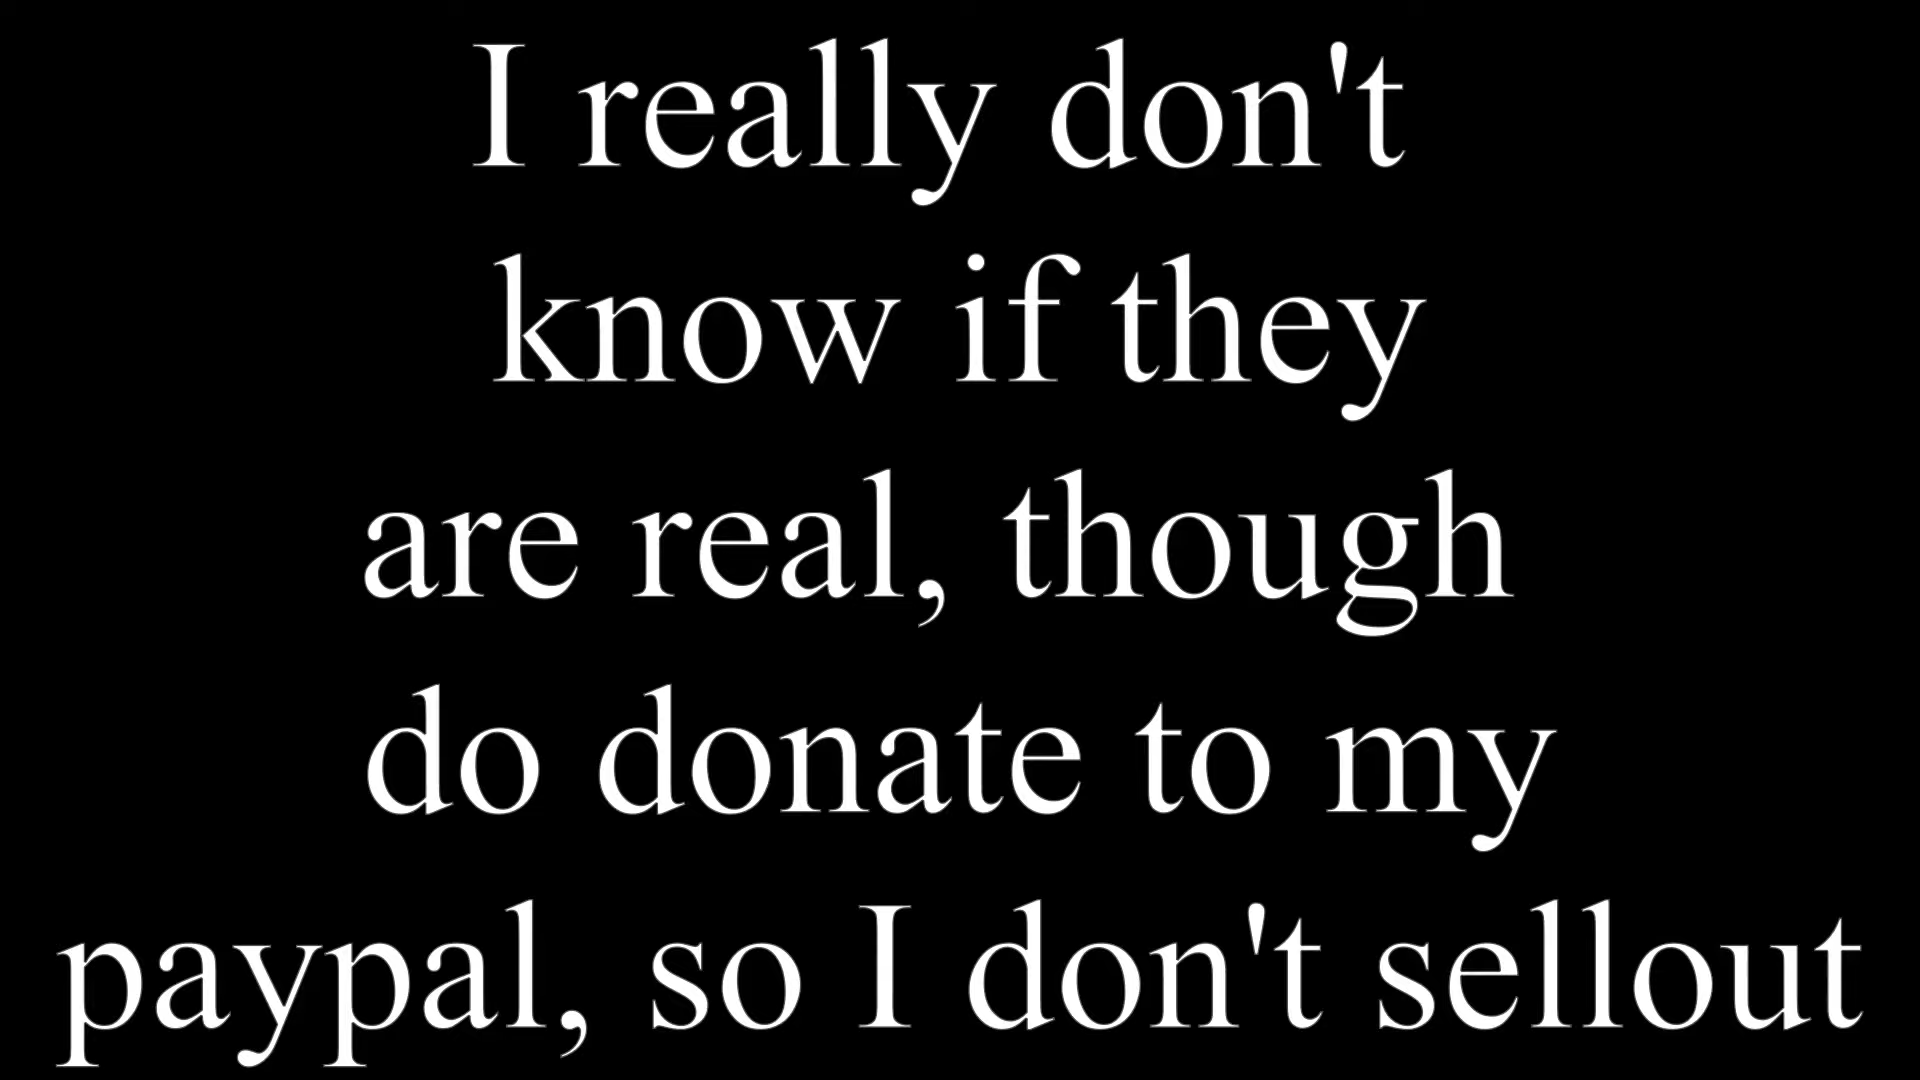 I really don't
know if they
are real, though
do donate to my
paypal, so I don't sellout